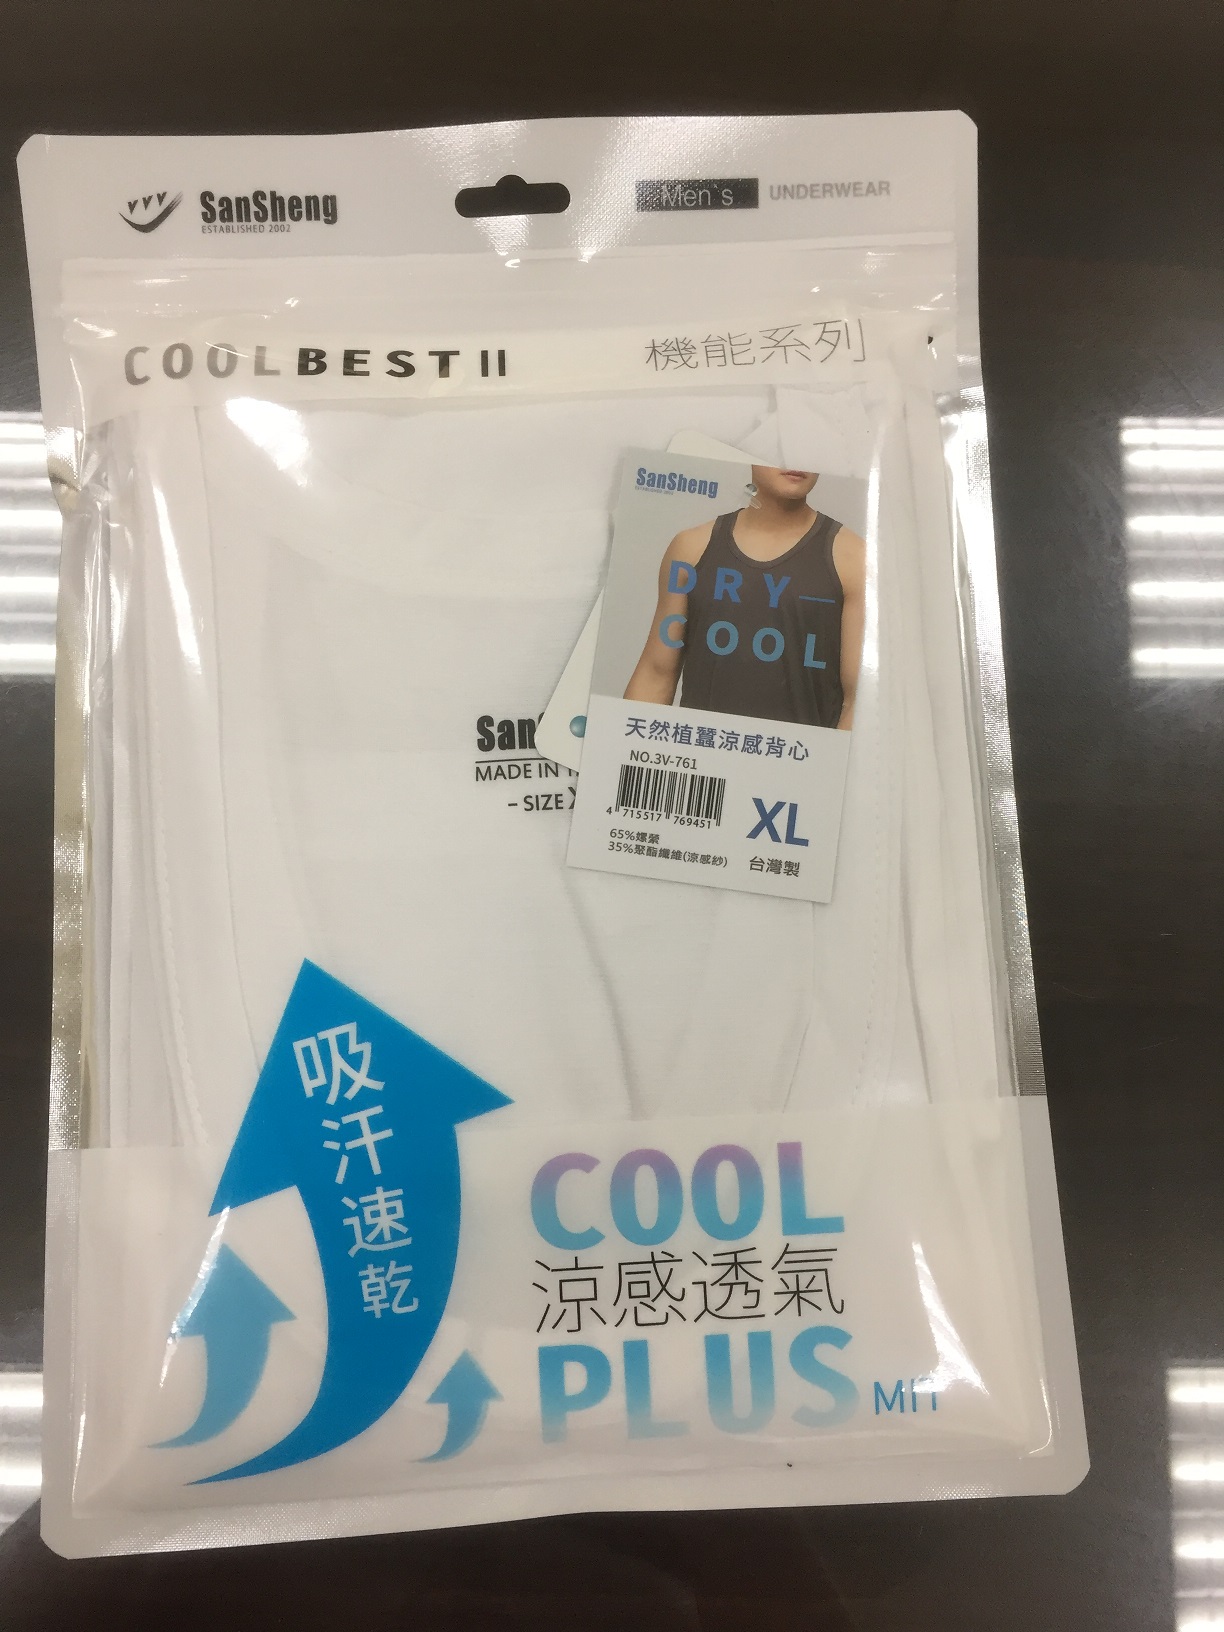 SanSheng
ESTABLISHED 2002
Men's UNDERWEAR
COOLBEST II
機能系列
SanSheng
DRY—
COOL
天然植蠶涼感背心
NO.3V-761
4 715517 769451
XL
65%嫘縈
35%聚酯纖維(涼感紗)
台灣製
San
MADE IN
- SIZE
吸汗速乾
COOL
涼感透氣
PLUS
MIT